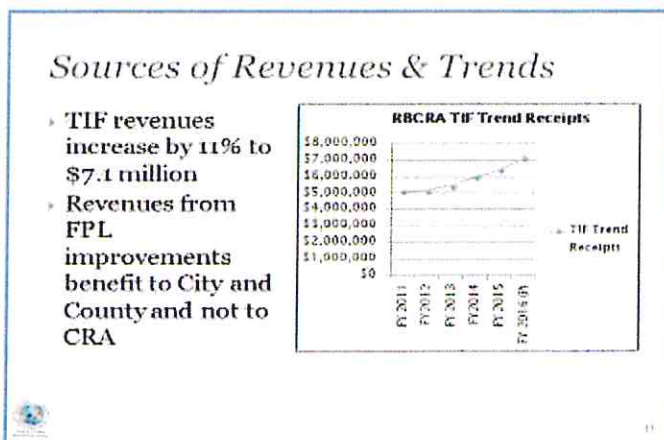 Sources of Revenues & Trends
TIF revenues
increase by 11% to
$7.1 million
Revenues from
FPL
improvements
benefit to City and
County and not to
CRA
RBCRA TIF Trend Receipts
$8,000,000
$7,000,000
$6,000,000
$5,000,000
$4,000,000
$3,000,000
$2,000,000
$1,000,000
$0
FY 2011
FY 2012
FY 2013
FY 2014
FY 2015
FY 2016
TIF Trend
Receipts